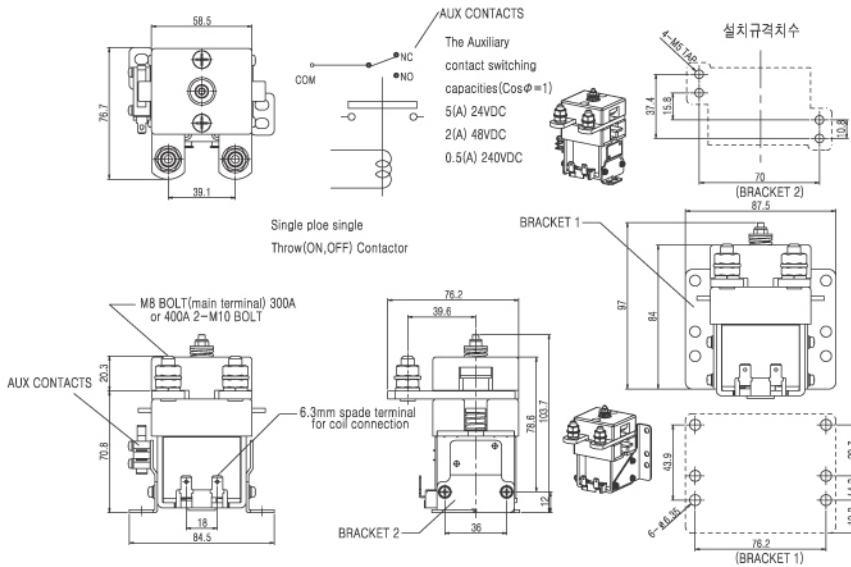 58.5
76.7
39.1
AUX CONTACTS
NC
COM
NO
The Auxiliary
contact switching
capacities(CosΦ=1)
5(A) 24VDC
2(A) 48VDC
0.5(A) 240VDC
Single ploe single
Throw(ON,OFF) Contactor
설치규격치수
4-M5 TAP
37.4
15.8
10.8
70
(BRACKET 2)
87.5
BRACKET 1
97
84
M8 BOLT(main terminal) 300A
or 400A 2-M10 BOLT
20.3
AUX CONTACTS
70.8
6.3mm spade terminal
for coil connection
18
84.5
76.2
39.6
103.7
78.6
12
BRACKET 2
36
43.9
6-ø6.35
76.2
(BRACKET 1)